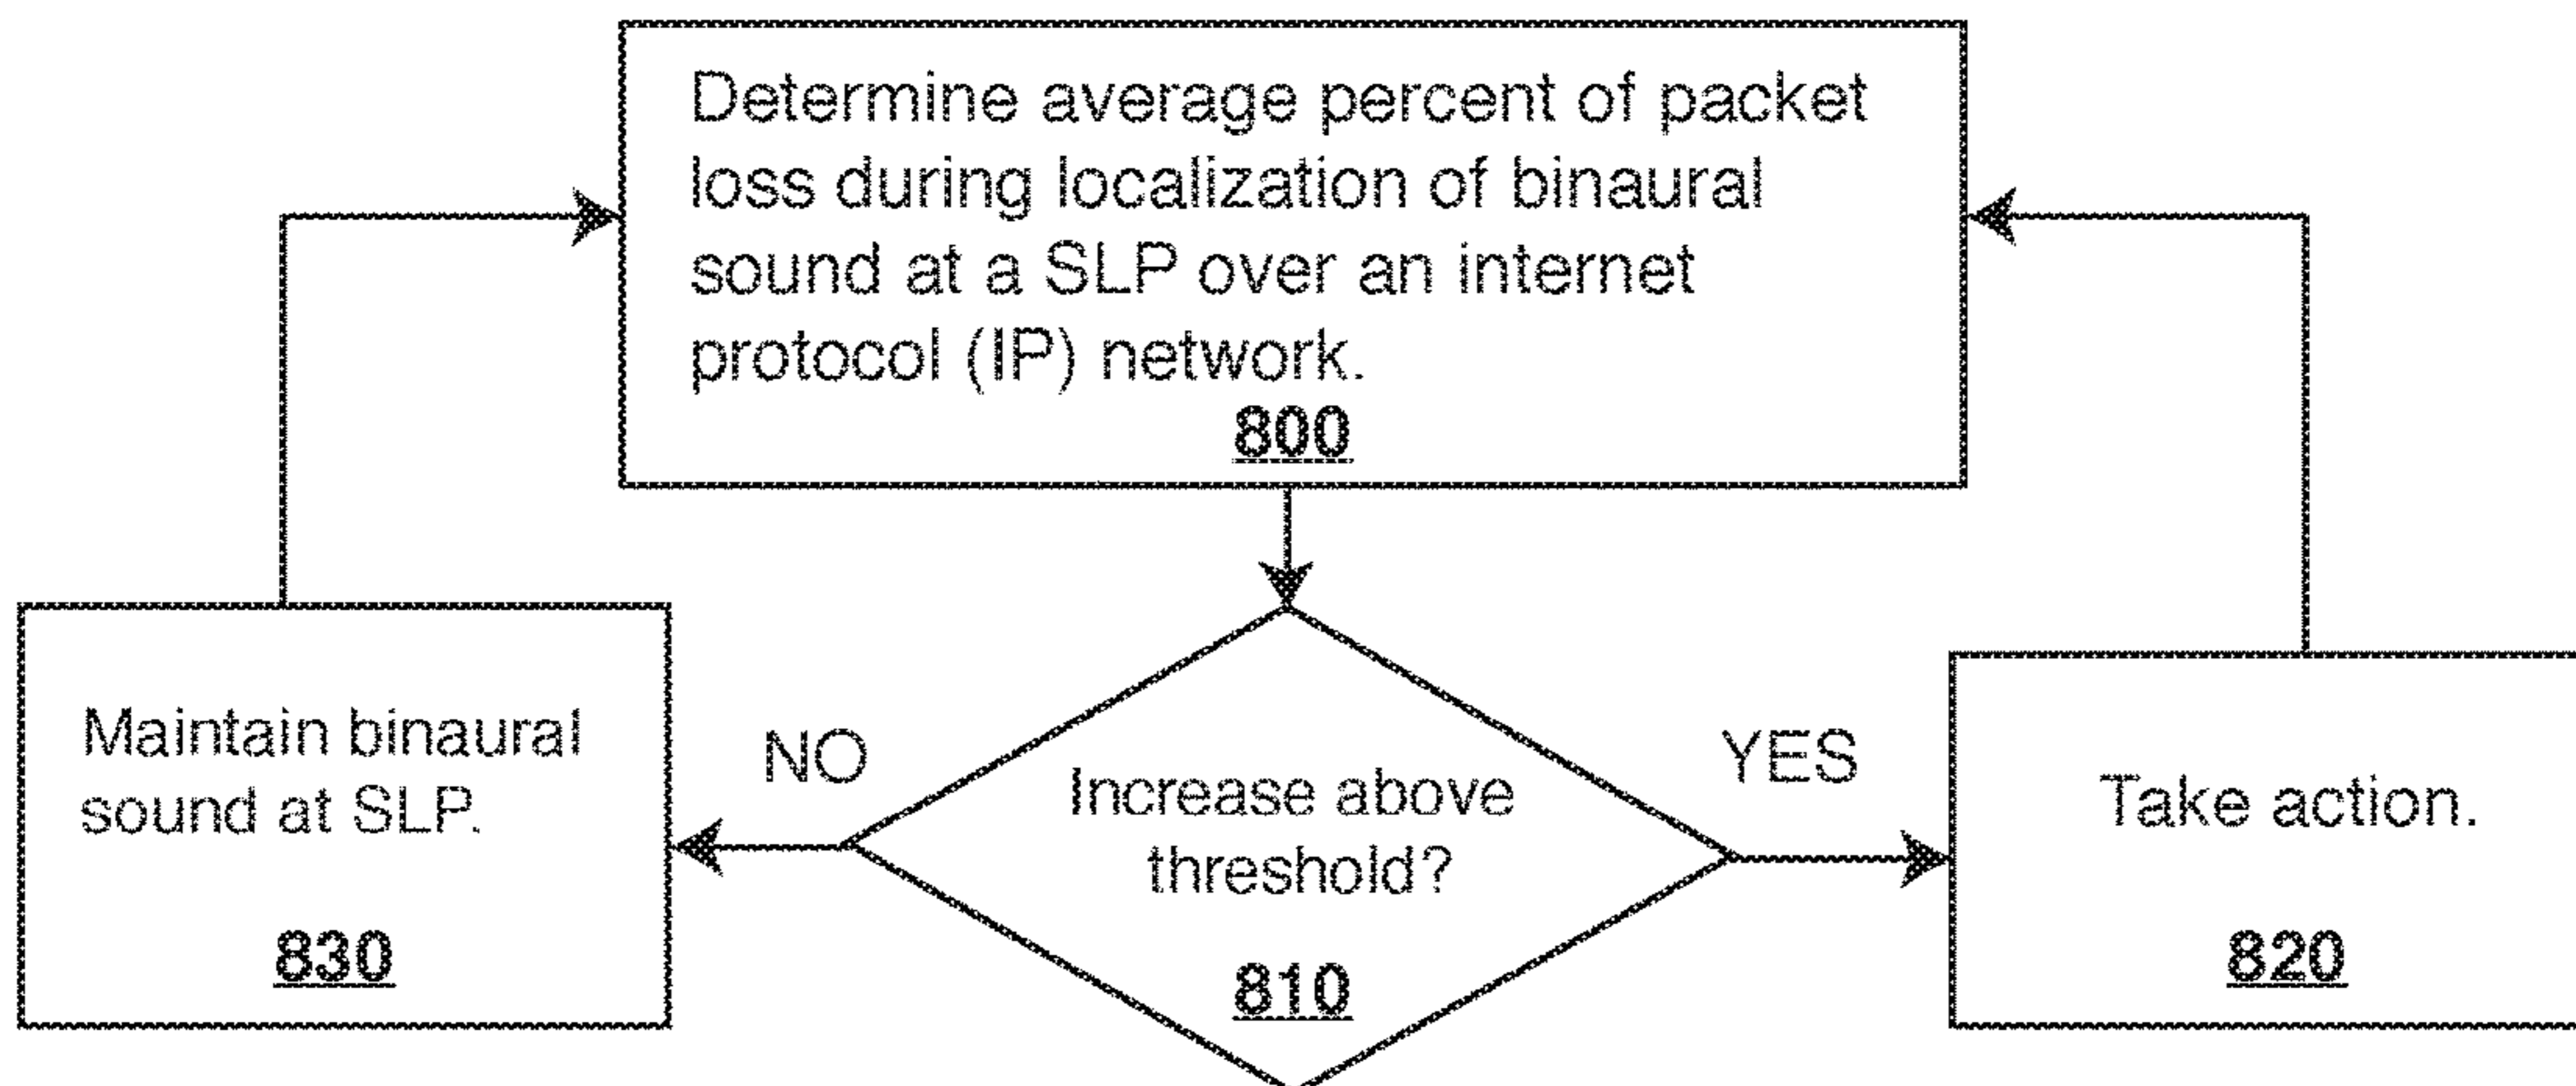 Determine average percent of packet
loss during localization of binaural
sound at a SLP over an internet
protocol (IP) network.
800
Maintain binaural
sound at SLP.
830
NO
Increase above
threshold?
810
YES
Take action.
820